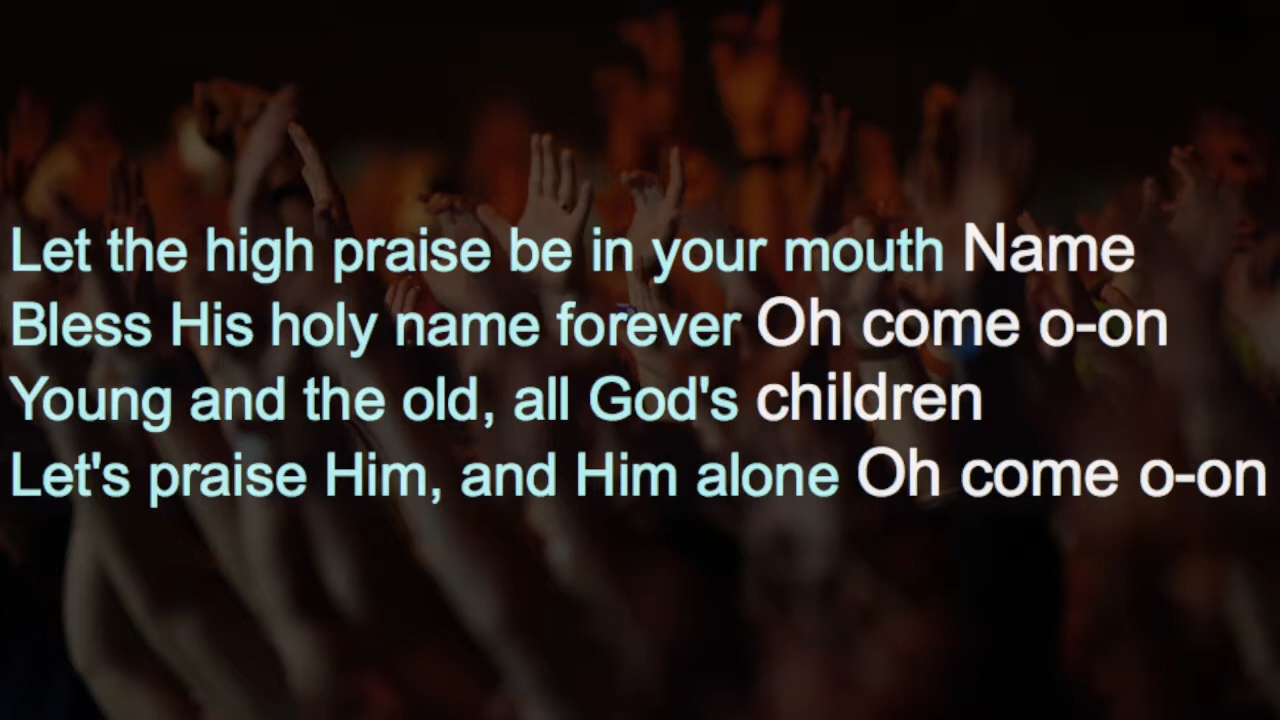 Let the high praise be in your mouth Name
Bless His holy name forever Oh come o-on
Young and the old, all God's children
Let's praise Him, and Him alone Oh come o-on